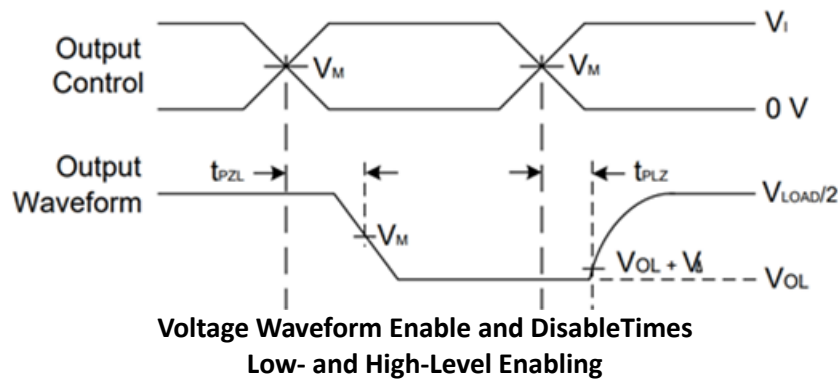 Output
Control
VM
VM
VI
0 V
Output
Waveform
tPZL
tPLZ
VLOAD/2
VM
VOL + VΔ
VOL
Voltage Waveform Enable and DisableTimes
Low- and High-Level Enabling